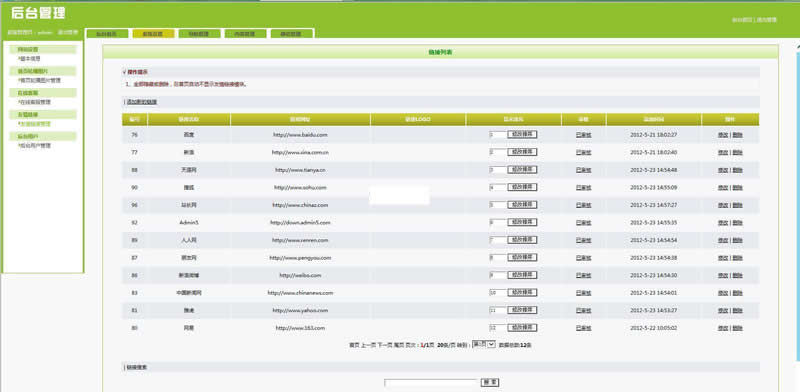 后台管理
超级管理员：admin 退出管理
后台首页 | 退出管理
后台首页 系统设置 导航管理 内容管理 模板管理
网站设置
基本信息
首页轮播图片
首页轮播图片管理
在线客服
在线客服管理
友情链接
友情链接管理
后台用户
后台用户管理
链接列表
√ 操作提示
1、全部隐藏或删除，在首页自动不显示友情链接模块。
| 添加新的链接
编号 链接名称 链接网址 链接LOGO 显示排序 审核 添加时间 操作
76 百度 http://www.baidu.com 1 修改排序 已审核 2012-5-21 18:02:27 修改 | 删除
77 新浪 http://www.sina.com.cn 2 修改排序 已审核 2012-5-21 18:02:40 修改 | 删除
88 天涯网 http://www.tianya.cn 3 修改排序 已审核 2012-5-23 14:54:48 修改 | 删除
90 搜狐 http://www.sohu.com 4 修改排序 已审核 2012-5-23 14:55:09 修改 | 删除
96 站长网 http://www.chinaz.com 5 修改排序 已审核 2012-5-23 14:57:27 修改 | 删除
92 Admin5 http://down.admin5.com 6 修改排序 已审核 2012-5-23 14:55:35 修改 | 删除
89 人人网 http://www.renren.com 7 修改排序 已审核 2012-5-23 14:54:54 修改 | 删除
87 朋友网 http://www.pengyou.com 8 修改排序 已审核 2012-5-23 14:54:38 修改 | 删除
86 新浪微博 http://weibo.com 9 修改排序 已审核 2012-5-23 14:54:30 修改 | 删除
83 中国新闻网 http://www.chinanews.com 10 修改排序 已审核 2012-5-23 14:54:01 修改 | 删除
81 雅虎 http://www.yahoo.com 11 修改排序 已审核 2012-5-23 14:53:27 修改 | 删除
80 网易 http://www.163.com 12 修改排序 已审核 2012-5-22 10:05:02 修改 | 删除
首页 上一页 下一页 尾页 页次：1/1页 20条/页 转到：第1页 数据总数12条
| 链接搜索
搜 索